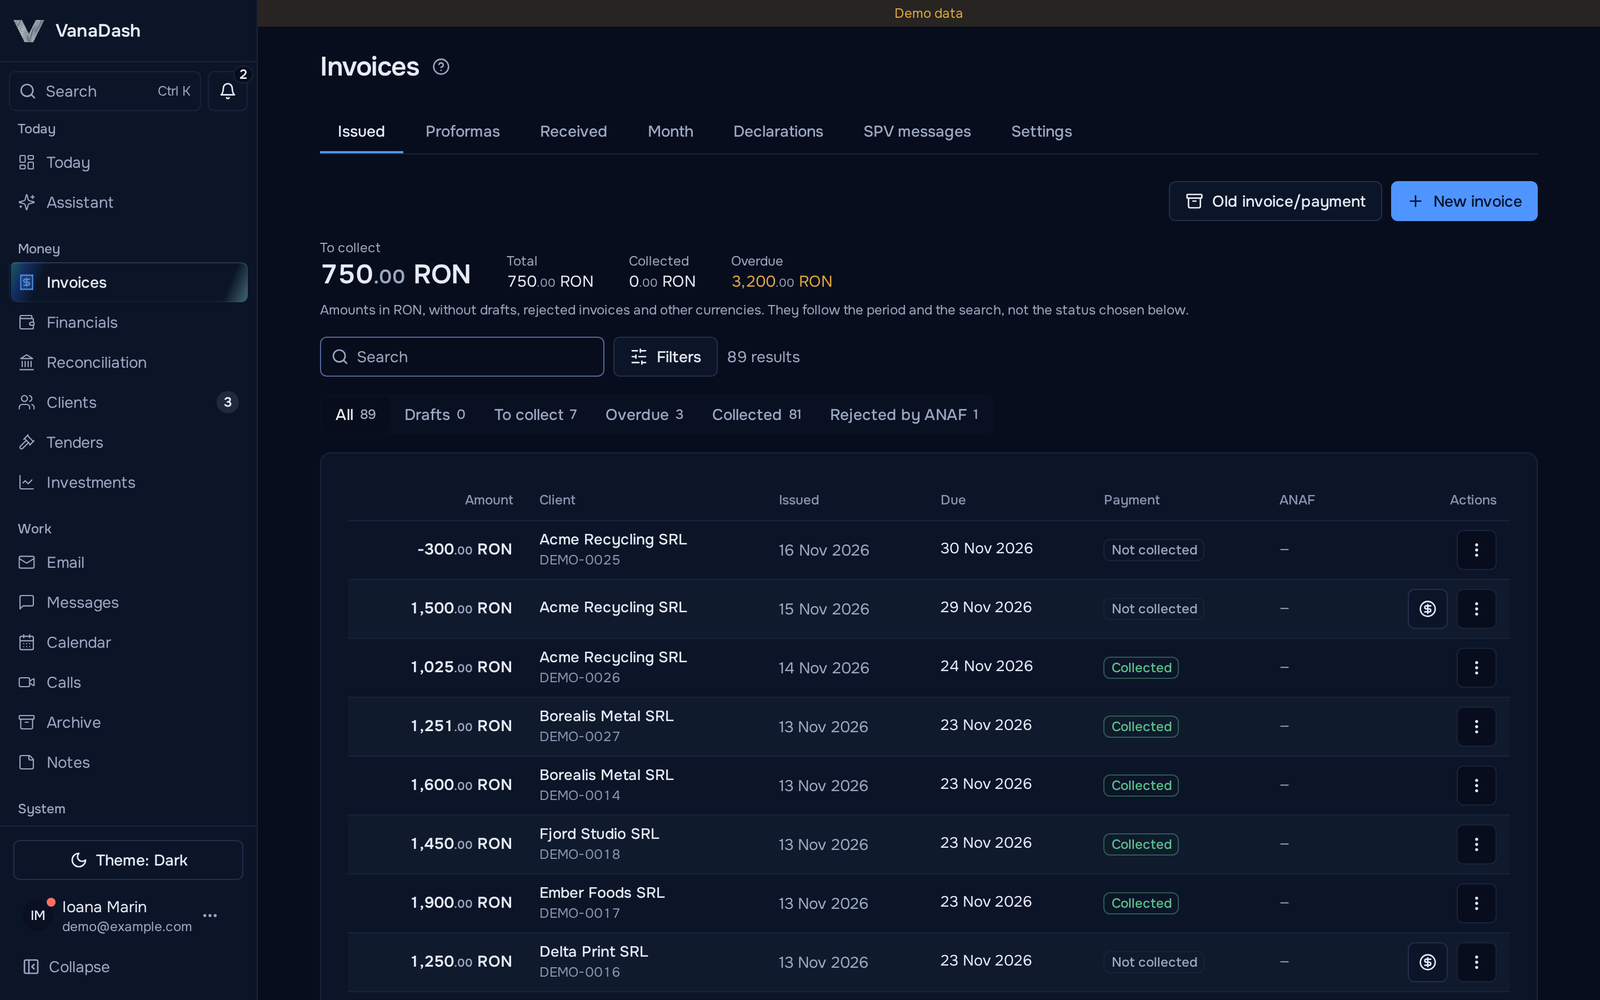 Demo data
VanaDash
Search Ctrl K
2
Today
Today
Assistant
Money
Invoices
Financials
Reconciliation
Clients 3
Tenders
Investments
Work
Email
Messages
Calendar
Calls
Archive
Notes
System
Theme: Dark
IM
Ioana Marin
demo@example.com
Collapse
Invoices
Issued Proformas Received Month Declarations SPV messages Settings
Old invoice/payment
New invoice
To collect
750.00 RON
Total
750.00 RON
Collected
0.00 RON
Overdue
3,200.00 RON
Amounts in RON, without drafts, rejected invoices and other currencies. They follow the period and the search, not the status chosen below.
Search Filters 89 results
All 89 Drafts 0 To collect 7 Overdue 3 Collected 81 Rejected by ANAF 1
Amount Client Issued Due Payment ANAF Actions
-300.00 RON Acme Recycling SRL 16 Nov 2026 30 Nov 2026 Not collected –
DEMO-0025
1,500.00 RON Acme Recycling SRL 15 Nov 2026 29 Nov 2026 Not collected –
1,025.00 RON Acme Recycling SRL 14 Nov 2026 24 Nov 2026 Collected –
DEMO-0026
1,251.00 RON Borealis Metal SRL 13 Nov 2026 23 Nov 2026 Collected –
DEMO-0027
1,600.00 RON Borealis Metal SRL 13 Nov 2026 23 Nov 2026 Collected –
DEMO-0014
1,450.00 RON Fjord Studio SRL 13 Nov 2026 23 Nov 2026 Collected –
DEMO-0018
1,900.00 RON Ember Foods SRL 13 Nov 2026 23 Nov 2026 Collected –
DEMO-0017
1,250.00 RON Delta Print SRL 13 Nov 2026 23 Nov 2026 Not collected –
DEMO-0016